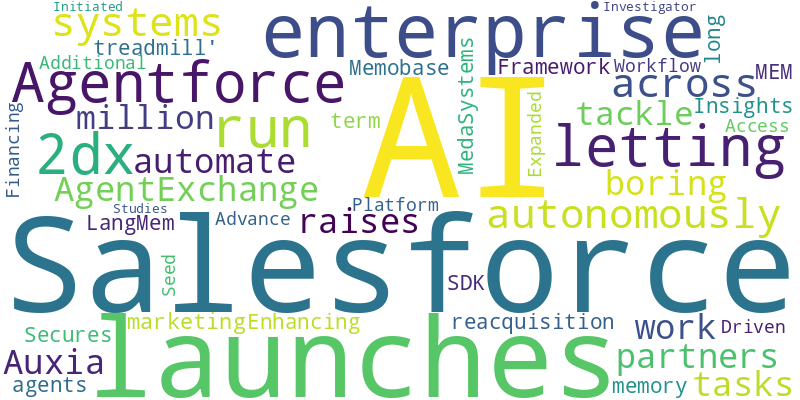 Initiated
Investigator
systems
enterprise
long
treadmill'
Additional
Agentforce
Memobase
MedaSystems
Framework
Workflow
MEM
across
AI
Financing
million
run
term
Expanded
tackle
Insights
Access
2dx
automate
letting
AgentExchange
boring
Studies
Platform
LangMem
Advance
raises
autonomously
Salesforce
Seed
SDK
marketingEnhancing
reacquisition
work
Driven
Secures
launches
Auxia
partners
agents
memory
tasks